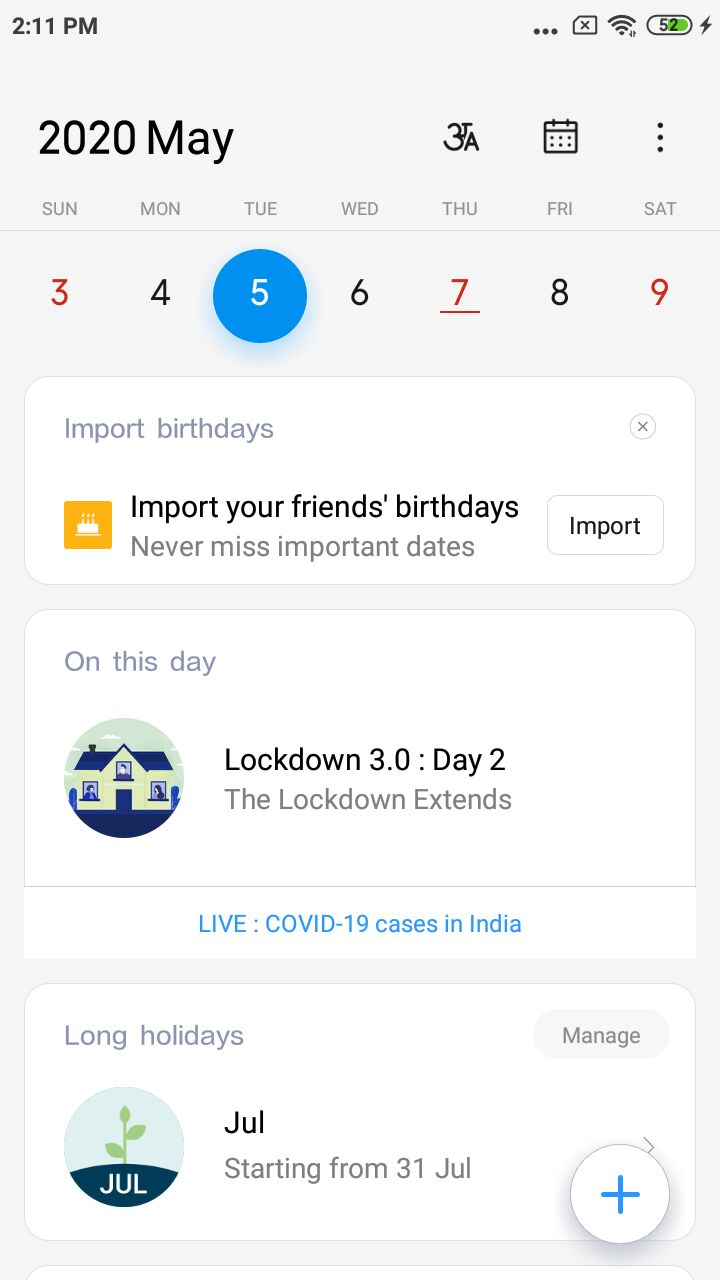 2:11 PM
52
2020 May
अA
SUN MON TUE WED THU FRI SAT
3 4 5 6 7 8 9
Import birthdays
Import your friends' birthdays
Never miss important dates
Import
On this day
Lockdown 3.0 : Day 2
The Lockdown Extends
LIVE : COVID-19 cases in India
Long holidays
Manage
JUL
Jul
Starting from 31 Jul